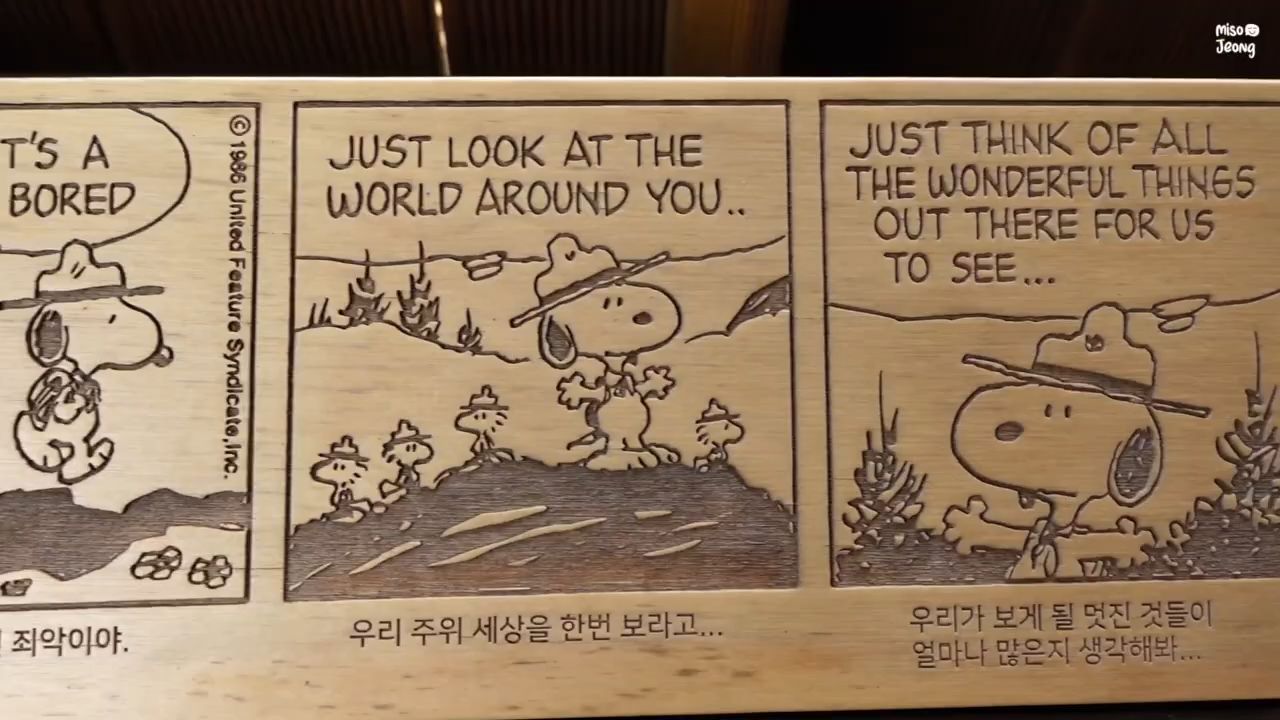 T'S A
BORED
© 1986 United Feature Syndicate, Inc.
JUST LOOK AT THE
WORLD AROUND YOU..
JUST THINK OF ALL
THE WONDERFUL THINGS
OUT THERE FOR US
TO SEE...
죄악이야.
우리 주위 세상을 한번 보라고...
우리가 보게 될 멋진 것들이
얼마나 많은지 생각해봐...
miso
Jeong